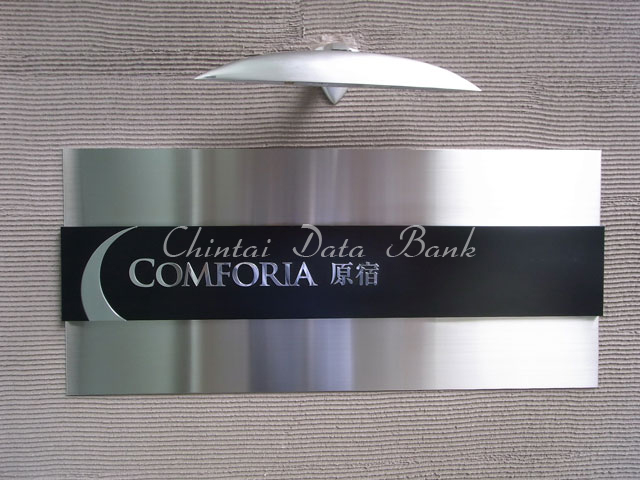 Chintai Data Bank
COMFORIA 原宿